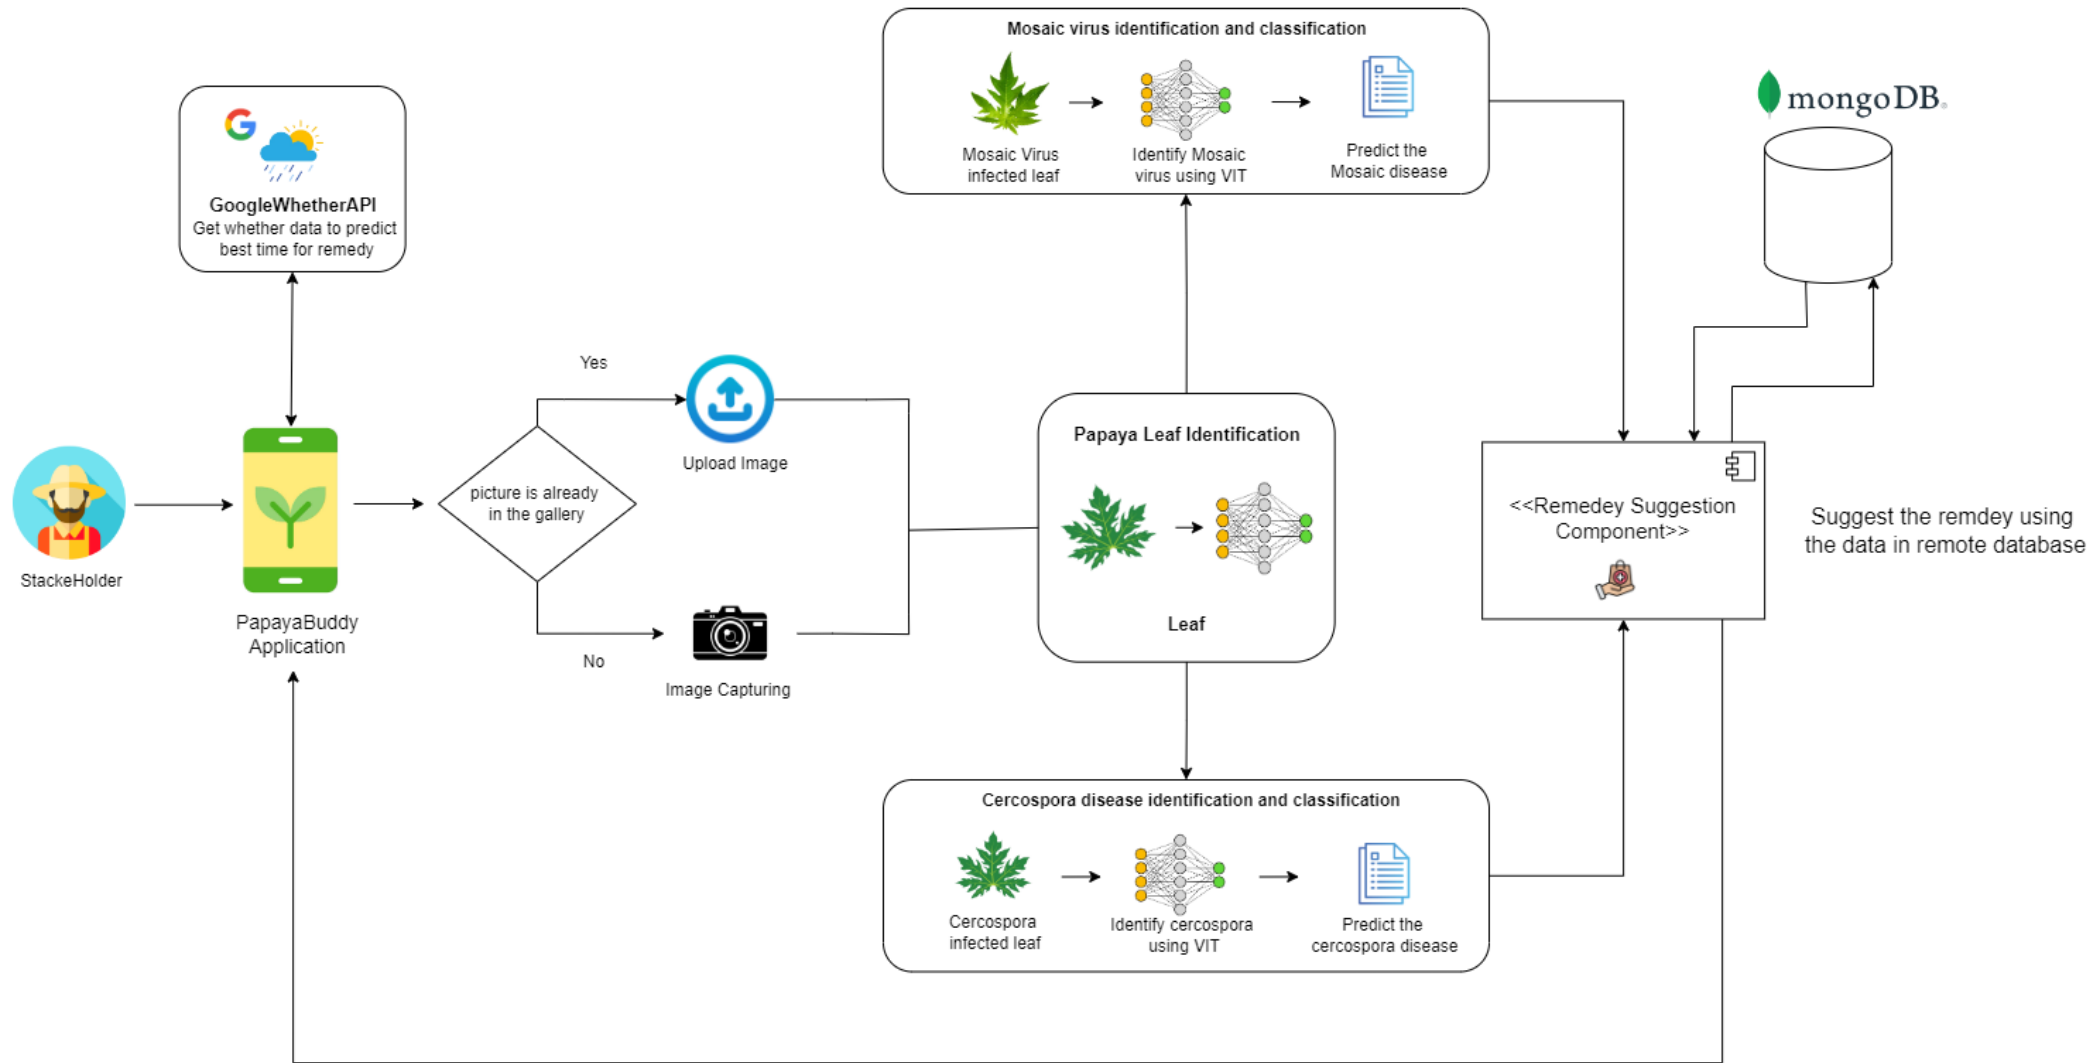 Mosaic virus identification and classification
Mosaic Virus
infected leaf
Identify Mosaic
virus using VIT
Predict the
Mosaic disease
mongoDB.
GoogleWhetherAPI
Get whether data to predict
best time for remedy
Yes
Upload Image
picture is already
in the gallery
No
Image Capturing
StackeHolder
PapayaBuddy
Application
Papaya Leaf Identification
Leaf
<<Remedey Suggestion
Component>>
Suggest the remdey using
the data in remote database
Cercospora disease identification and classification
Cercospora
infected leaf
Identify cercospora
using VIT
Predict the
cercospora disease